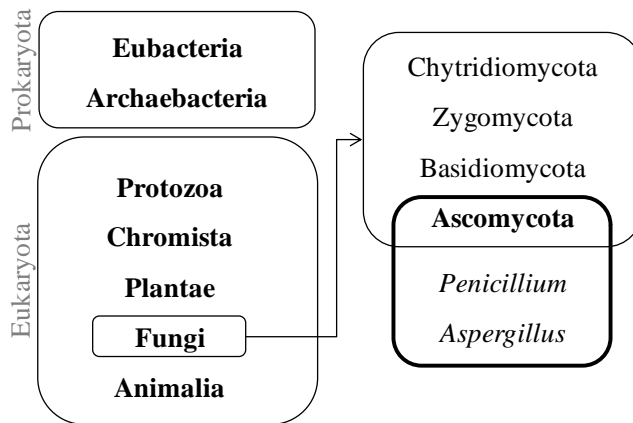 Prokaryota
Eubacteria
Archaebacteria
Eukaryota
Protozoa
Chromista
Plantae
Fungi
Animalia
Chytridiomycota
Zygomycota
Basidiomycota
Ascomycota
Penicillium
Aspergillus